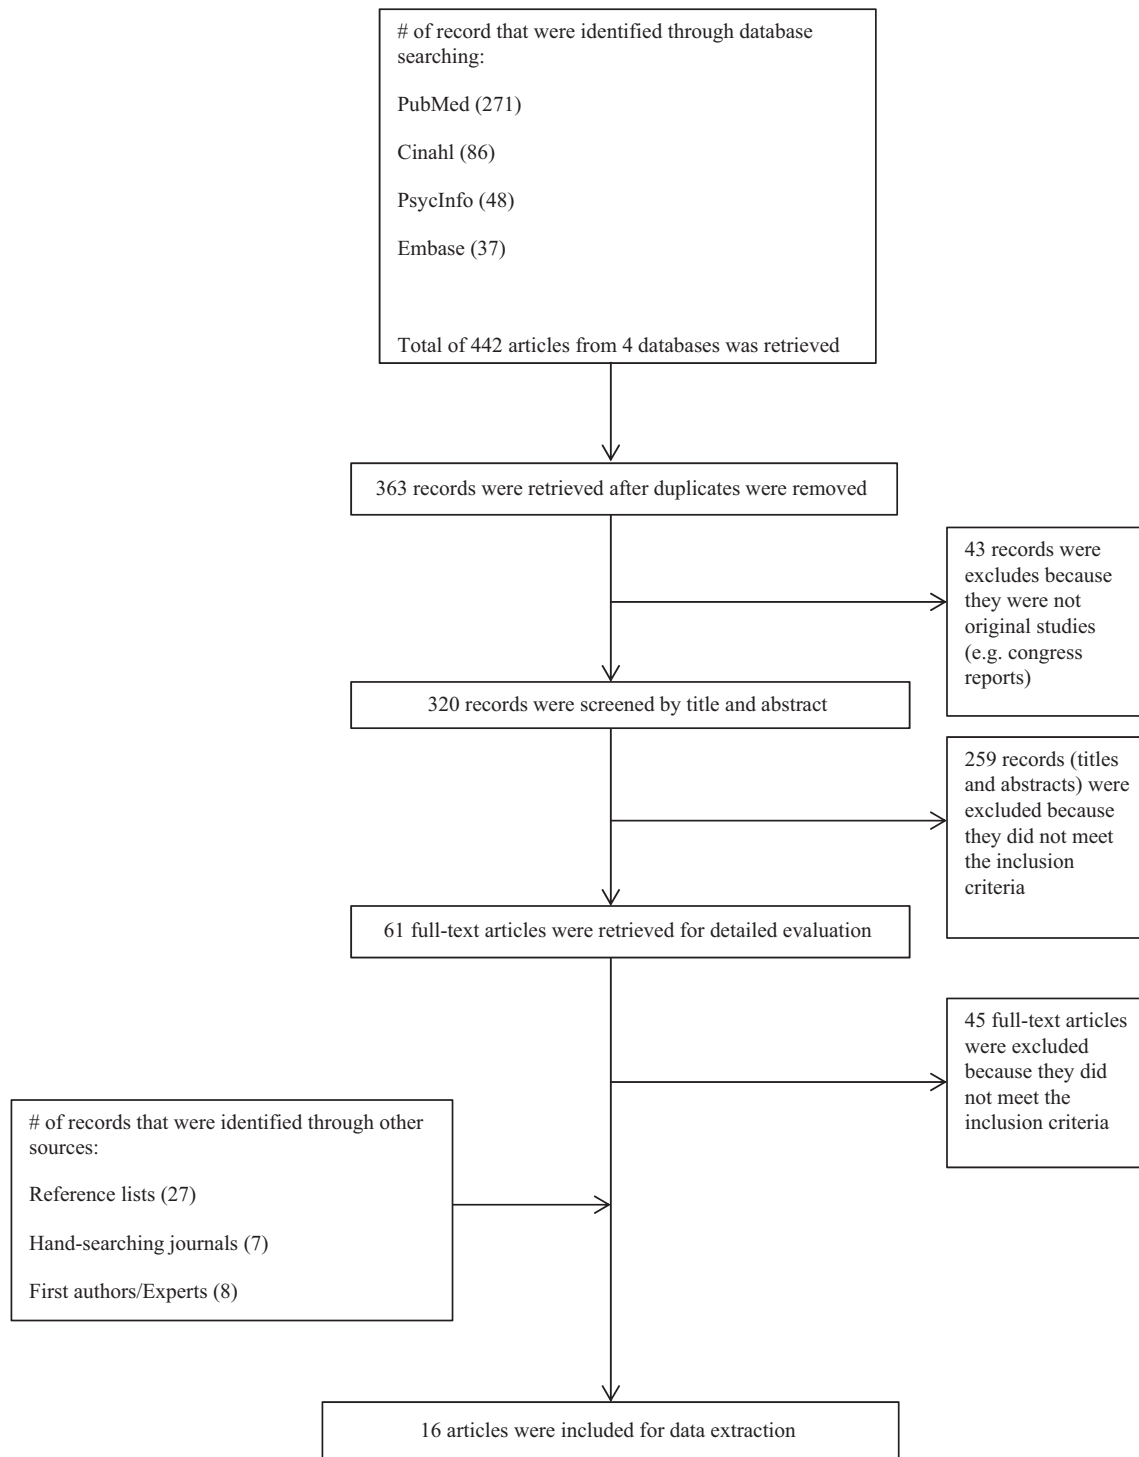 # of record that were identified through database
searching:
PubMed (271)
Cinahl (86)
PsycInfo (48)
Embase (37)
Total of 442 articles from 4 databases was retrieved
363 records were retrieved after duplicates were removed
43 records were
excludes because
they were not
original studies
(e.g. congress
reports)
320 records were screened by title and abstract
259 records (titles
and abstracts) were
excluded because
they did not meet
the inclusion
criteria
61 full-text articles were retrieved for detailed evaluation
45 full-text articles
were excluded
because they did
not meet the
inclusion criteria
# of records that were identified through other
sources:
Reference lists (27)
Hand-searching journals (7)
First authors/Experts (8)
16 articles were included for data extraction